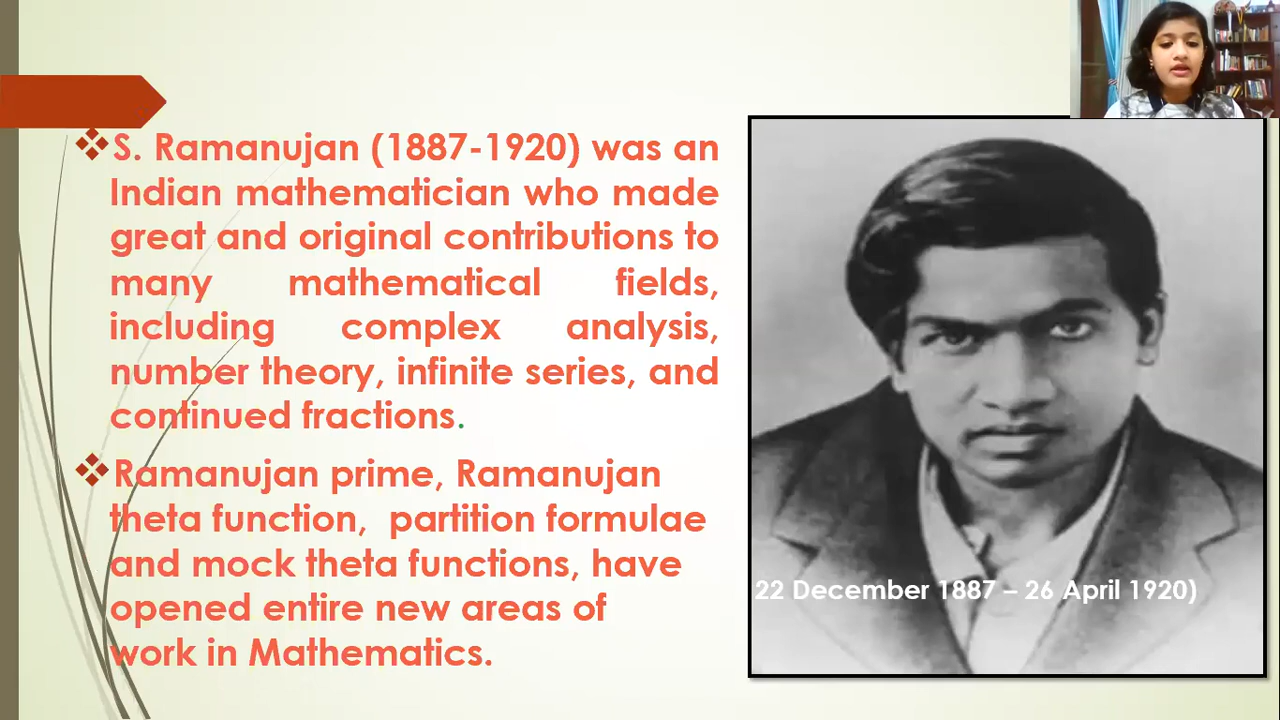 S. Ramanujan (1887-1920) was an
Indian mathematician who made
great and original contributions to
many mathematical fields,
including complex analysis,
number theory, infinite series, and
continued fractions.
Ramanujan prime, Ramanujan
theta function, partition formulae
and mock theta functions, have
opened entire new areas of
work in Mathematics.
22 December 1887 – 26 April 1920)